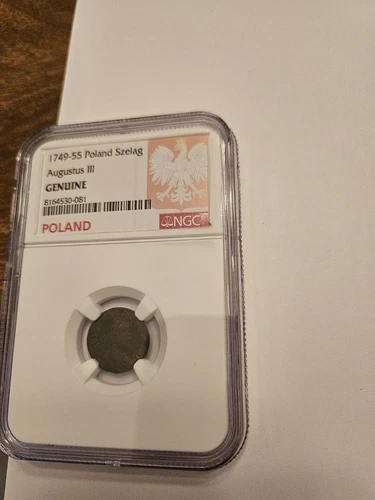 1749-55 Poland Szelag
Augustus III
GENUINE
8164530-081
POLAND
NGC